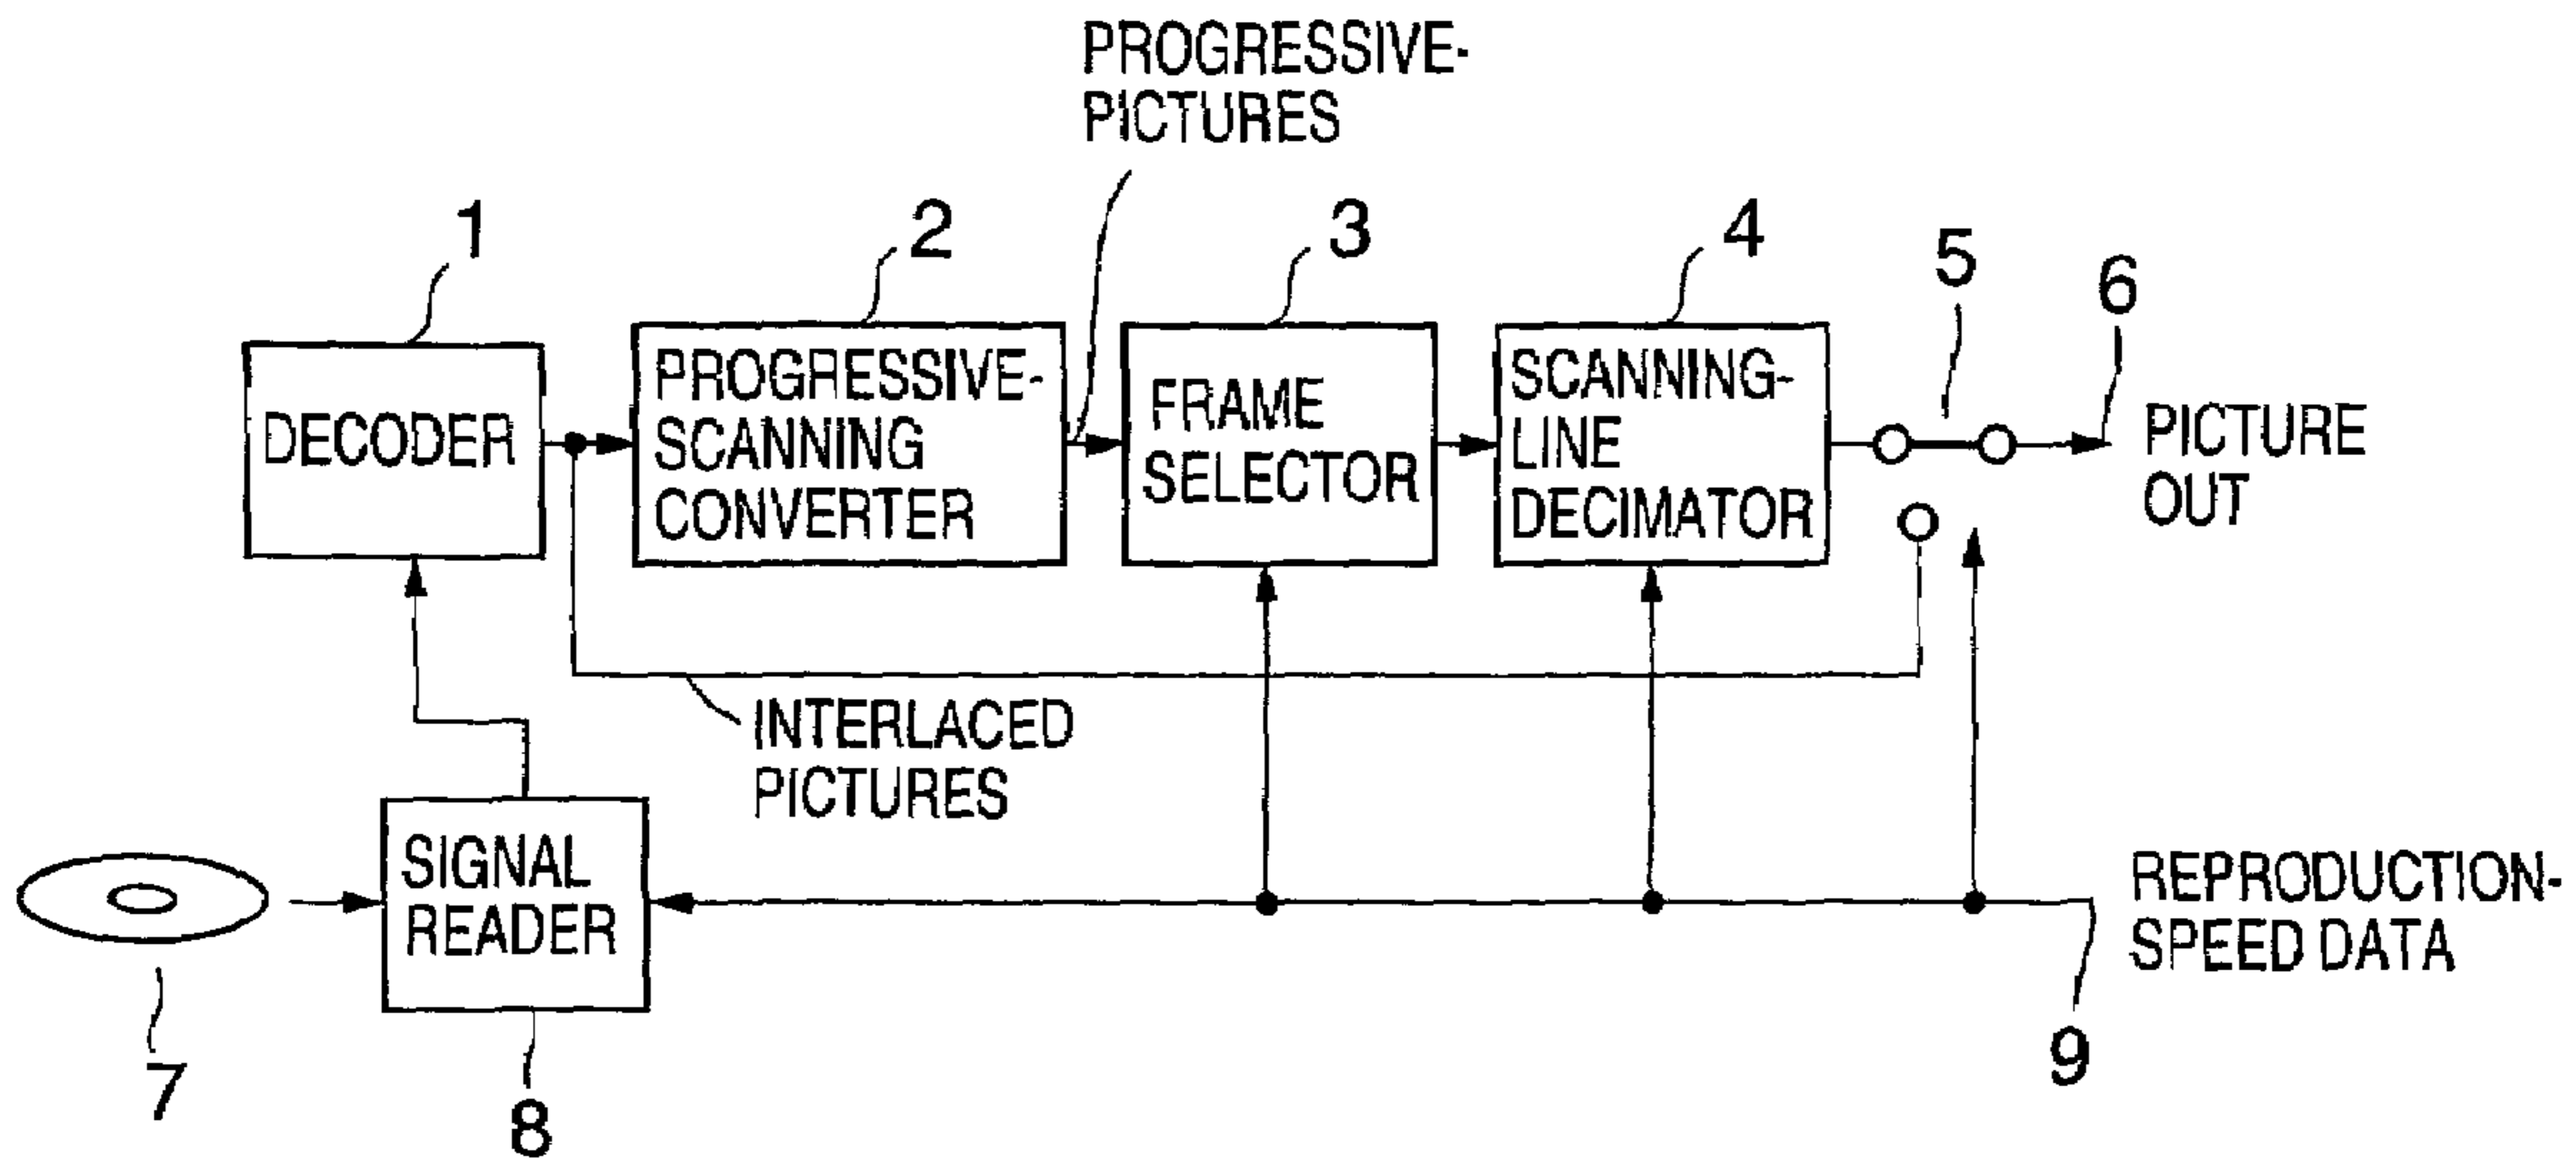 PROGRESSIVE-
PICTURES
1
2
3
4
5
6
DECODER
PROGRESSIVE-
SCANNING
CONVERTER
FRAME
SELECTOR
SCANNING-
LINE
DECIMATOR
PICTURE
OUT
INTERLACED
PICTURES
SIGNAL
READER
REPRODUCTION-
SPEED DATA
7
8
9